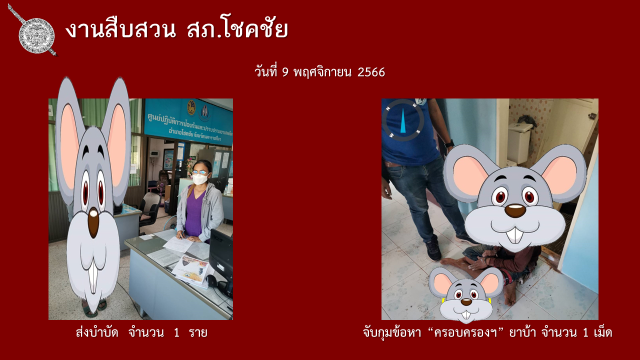 งานสืบสวน สภ.โชคชัย
วันที่ 9 พฤศจิกายน 2566
ส่งบำบัด จำนวน 1 ราย
จับกุมข้อหา “ครอบครองฯ” ยาบ้า จำนวน 1 เม็ด